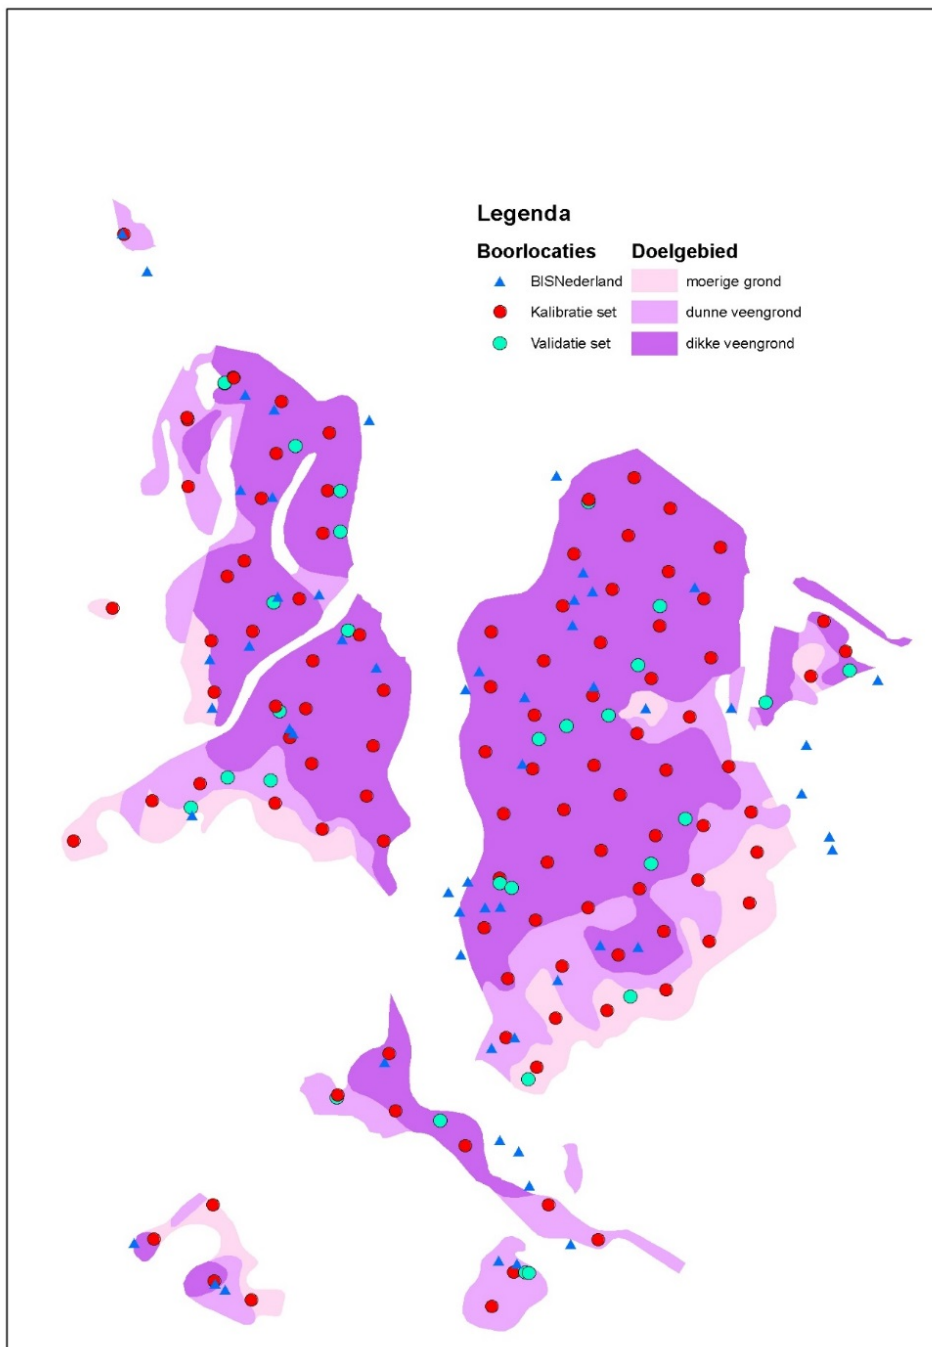 Legenda
Boorlocaties Doelgebied
BISNederland moerige grond
Kalibratie set dunne veengrond
Validatie set dikke veengrond